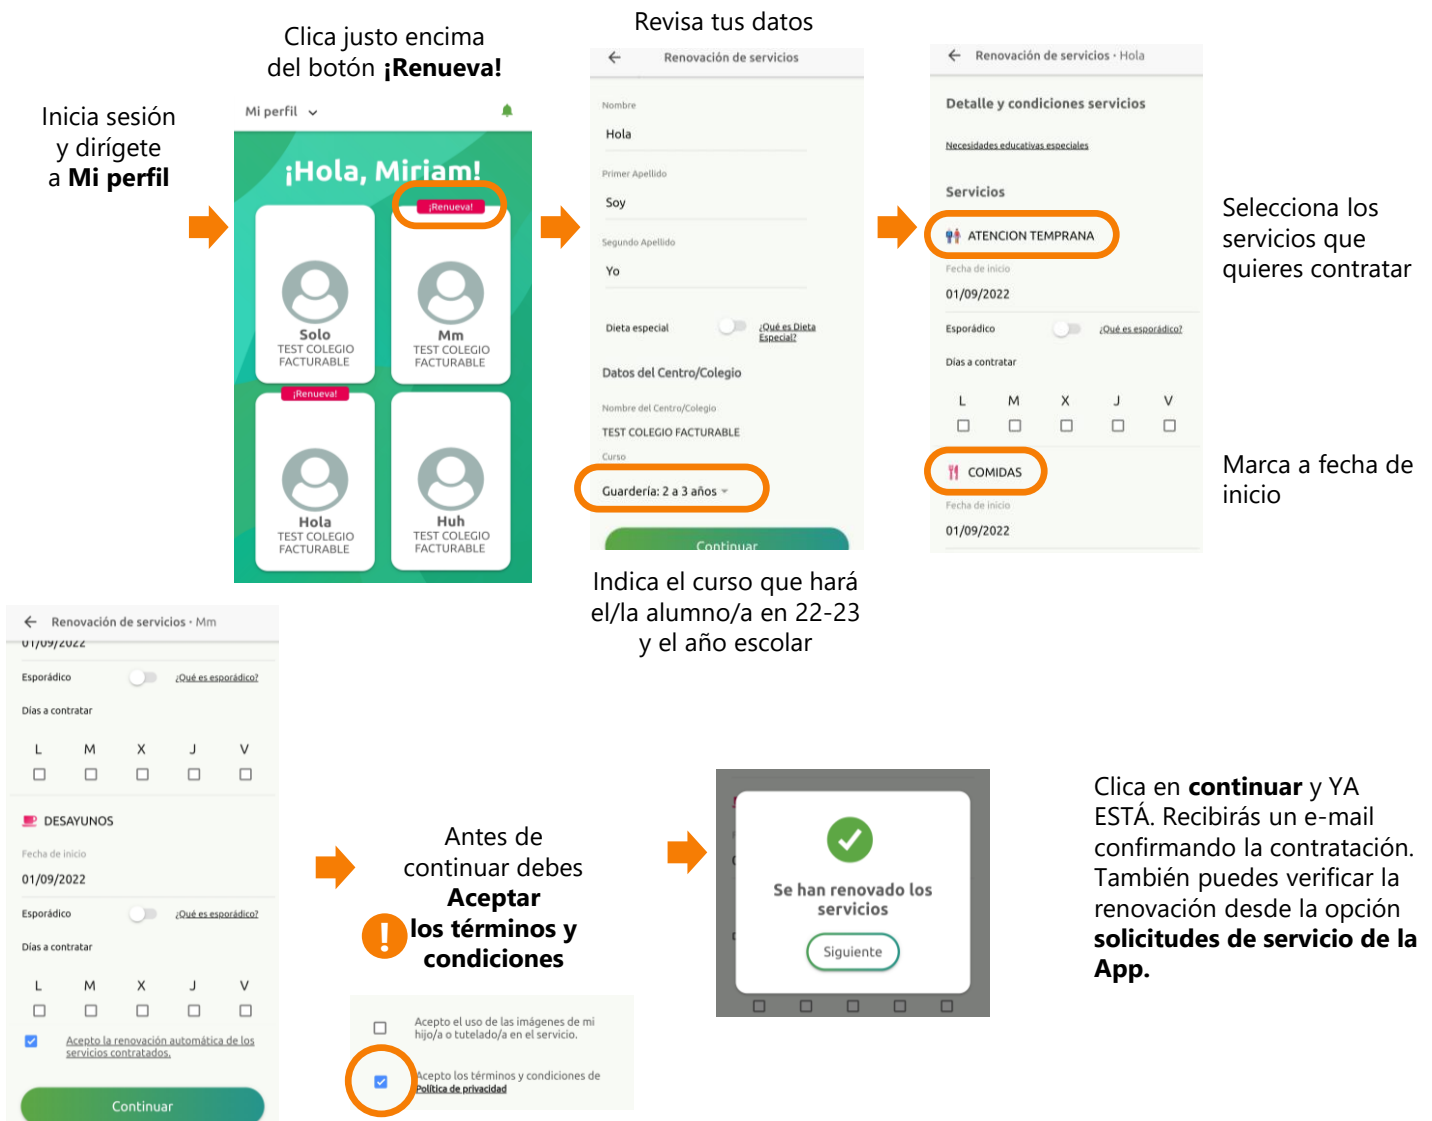 Inicia sesión
y dirígete
a Mi perfil
Clica justo encima
del botón ¡Renueva!
Mi perfil
¡Hola, Miriam!
¡Renueva!
Solo
TEST COLEGIO
FACTURABLE
Mm
TEST COLEGIO
FACTURABLE
¡Renueva!
Hola
TEST COLEGIO
FACTURABLE
Huh
TEST COLEGIO
FACTURABLE
Revisa tus datos
Renovación de servicios
Nombre
Hola
Primer Apellido
Soy
Segundo Apellido
Yo
Dieta especial
¿Qué es Dieta
Especial?
Datos del Centro/Colegio
Nombre del Centro/Colegio
TEST COLEGIO FACTURABLE
Curso
Guardería: 2 a 3 años
Continuar
Indica el curso que hará
el/la alumno/a en 22-23
y el año escolar
Renovación de servicios · Hola
Detalle y condiciones servicios
Necesidades educativas especiales
Servicios
ATENCION TEMPRANA
Fecha de inicio
01/09/2022
Esporádico ¿Qué es esporádico?
Días a contratar
L M X J V
COMIDAS
Fecha de inicio
01/09/2022
Selecciona los
servicios que
quieres contratar
Marca a fecha de
inicio
Renovación de servicios · Mm
01/09/2022
Esporádico ¿Qué es esporádico?
Días a contratar
L M X J V
DESAYUNOS
Fecha de inicio
01/09/2022
Esporádico ¿Qué es esporádico?
Días a contratar
L M X J V
Acepto la renovación automática de los
servicios contratados.
Continuar
Antes de
continuar debes
Aceptar
los términos y
condiciones
!
Acepto el uso de las imágenes de mi
hijo/a o tutelado/a en el servicio.
Acepto los términos y condiciones de
Política de privacidad
Se han renovado los
servicios
Siguiente
Clica en continuar y YA
ESTÁ. Recibirás un e-mail
confirmando la contratación.
También puedes verificar la
renovación desde la opción
solicitudes de servicio de la
App.